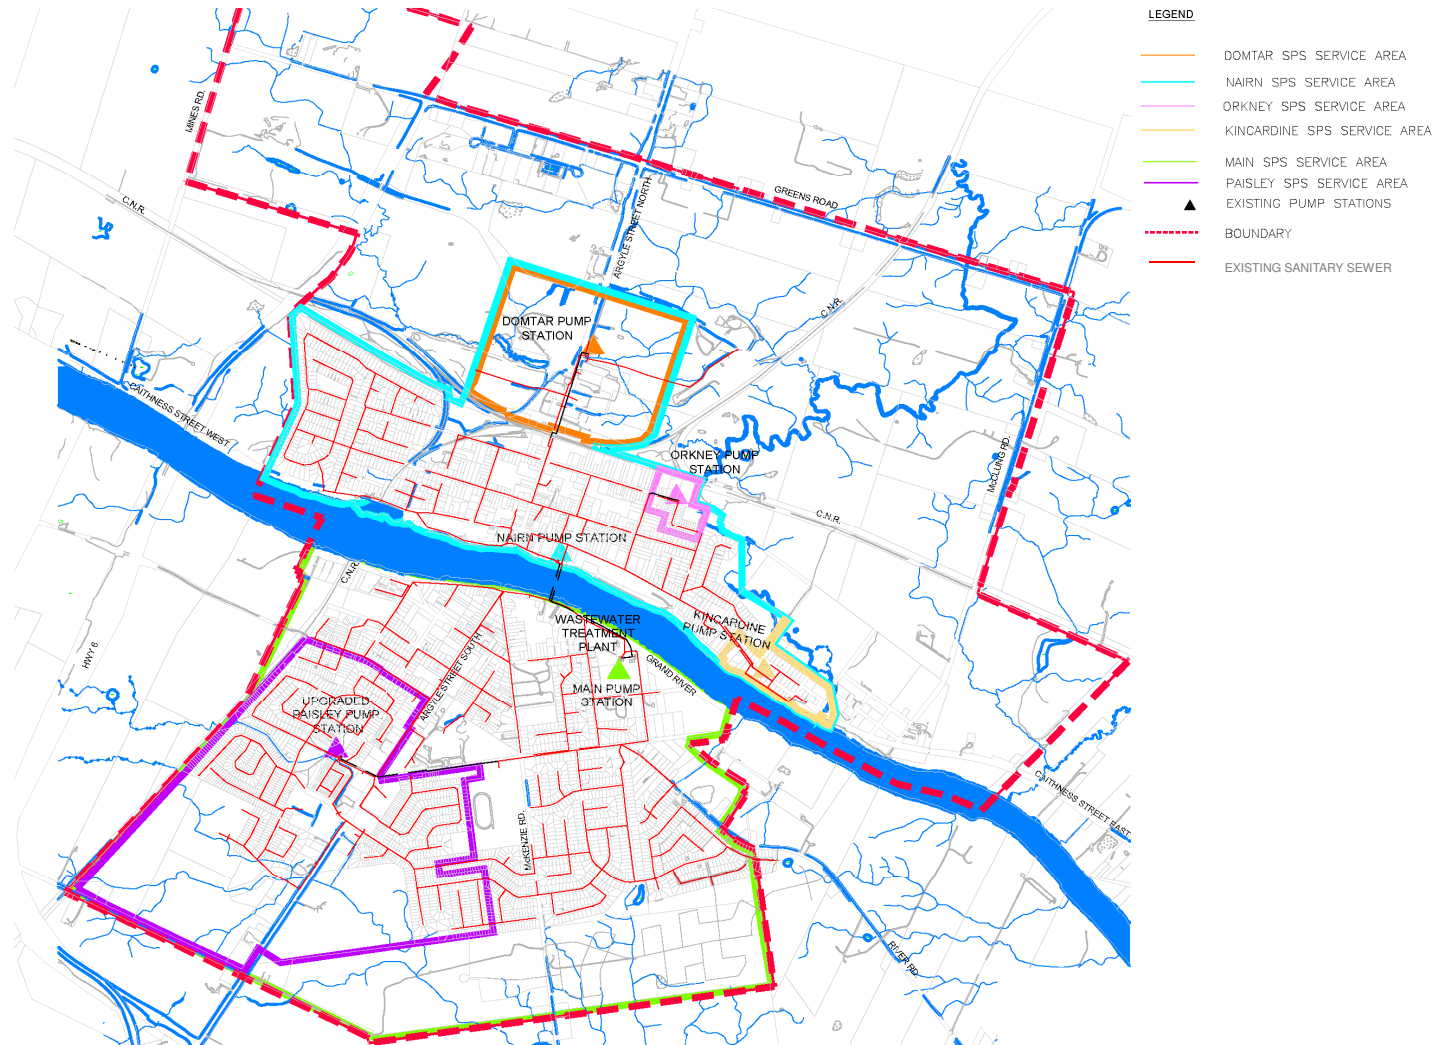 LEGEND
DOMTAR SPS SERVICE AREA
NAIRN SPS SERVICE AREA
ORKNEY SPS SERVICE AREA
KINCARDINE SPS SERVICE AREA
MAIN SPS SERVICE AREA
PAISLEY SPS SERVICE AREA
EXISTING PUMP STATIONS
BOUNDARY
EXISTING SANITARY SEWER
MINES RD.
C.N.R.
GREENS ROAD
ARGYLE STREET NORTH
C.N.R.
DOMTAR PUMP
STATION
CAITHNESS STREET WEST
ORKNEY PUMP
STATION
McCLUNG RD.
C.N.R.
NAIRN PUMP STATION
C.N.R.
KINCARDINE
PUMP STATION
WASTEWATER
TREATMENT
PLANT
HWY 6
ARGYLE STREET SOUTH
GRAND RIVER
MAIN PUMP
STATION
UPGRADED
PAISLEY PUMP
STATION
CAITHNESS STREET EAST
McKENZIE RD.
RIVER RD.